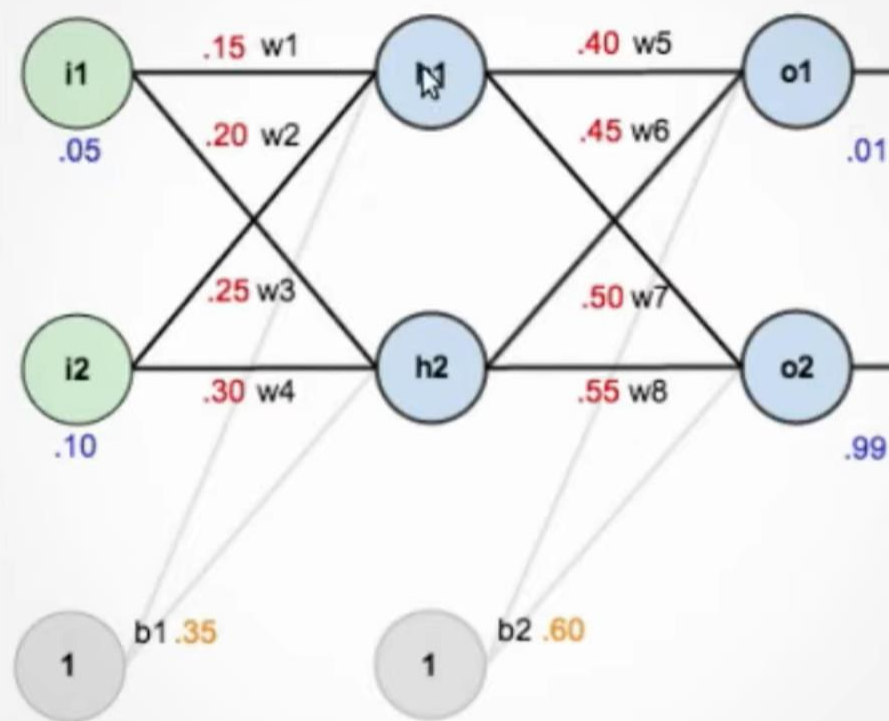 i1
.15 w1
.40 w5
o1
.05
.20 w2
.45 w6
.01
.25 w3
.50 w7
i2
h2
o2
.30 w4
.55 w8
.10
.99
b1 .35
b2 .60
1
1